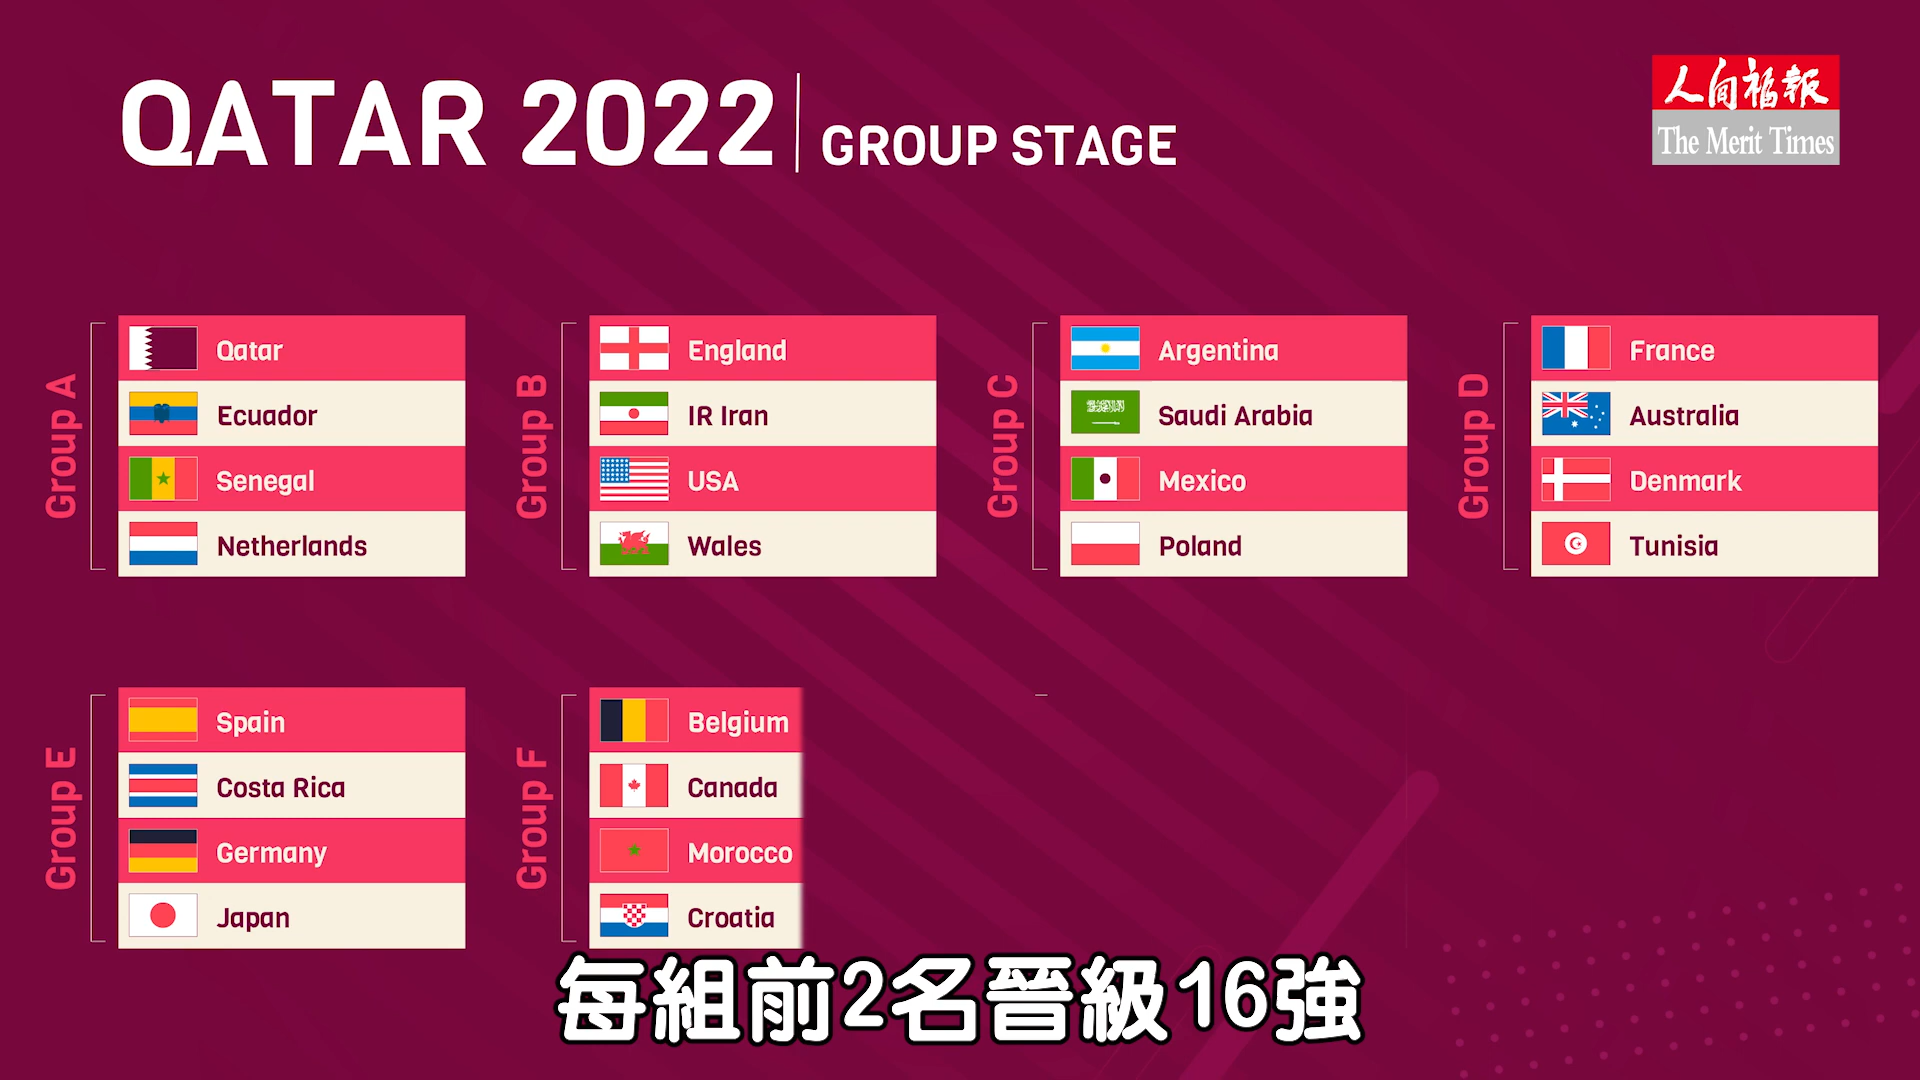 QATAR 2022 GROUP STAGE
人间福報
The Merit Times
Group A
Qatar
Ecuador
Senegal
Netherlands
Group B
England
IR Iran
USA
Wales
Group C
Argentina
Saudi Arabia
Mexico
Poland
Group D
France
Australia
Denmark
Tunisia
Group E
Spain
Costa Rica
Germany
Japan
Group F
Belgium
Canada
Morocco
Croatia
每組前2名晉級16強